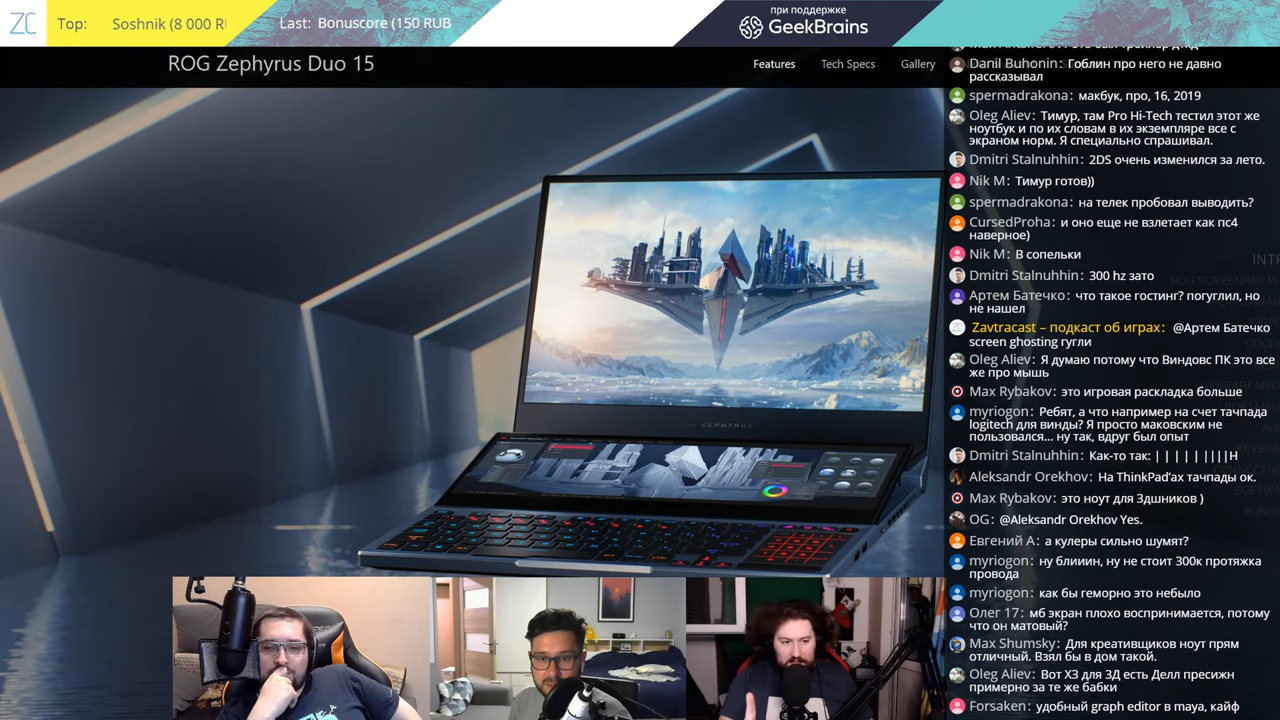 ZC
Top: Soshnik (8 000 RU
Last: Bonuscore (150 RUB
при поддержке
GeekBrains
ROG Zephyrus Duo 15
Features Tech Specs Gallery
Danil Buhonin: Гоблин про него не давно
рассказывал
spermadrakona: макбук, про, 16, 2019
Oleg Aliev: Тимур, там Pro Hi-Tech тестил этот же
ноутбук и по их словам в их экземпляре все с
экраном норм. Я специально спрашивал.
Dmitri Stalnuhhin: 2DS очень изменился за лето.
Nik M: Тимур готов))
spermadrakona: на телек пробовал выводить?
CursedProha: и оно еще не взлетает как пс4
наверное)
Nik M: В сопельки
Dmitri Stalnuhhin: 300 hz зато
Артем Батечко: что такое гостинг? погуглил, но
не нашел
Zavtracast – подкаст об играх: @Артем Батечко
screen ghosting гугли
Oleg Aliev: Я думаю потому что Виндовс ПК это все
же про мышь
Max Rybakov: это игровая раскладка больше
myriogon: Ребят, а что например на счет тачпада
logitech для винды? Я просто маковским не
пользовался... ну так, вдруг был опыт
Dmitri Stalnuhhin: Как-то так: | | | | | ||||H
Aleksandr Orekhov: На ThinkPad'ах тачпады ок.
Max Rybakov: это ноут для 3дшников )
OG: @Aleksandr Orekhov Yes.
Евгений А: а кулеры сильно шумят?
myriogon: ну блииин, ну не стоит 300к протяжка
провода
myriogon: как бы геморно это небыло
Олег 17: мб экран плохо воспринимается, потому
что он матовый?
Max Shumsky: Для креативщиков ноут прям
отличный. Взял бы в дом такой.
Oleg Aliev: Вот ХЗ для 3Д есть Делл пресижн
примерно за те же бабки
Forsaken: удобный graph editor в maya, кайф